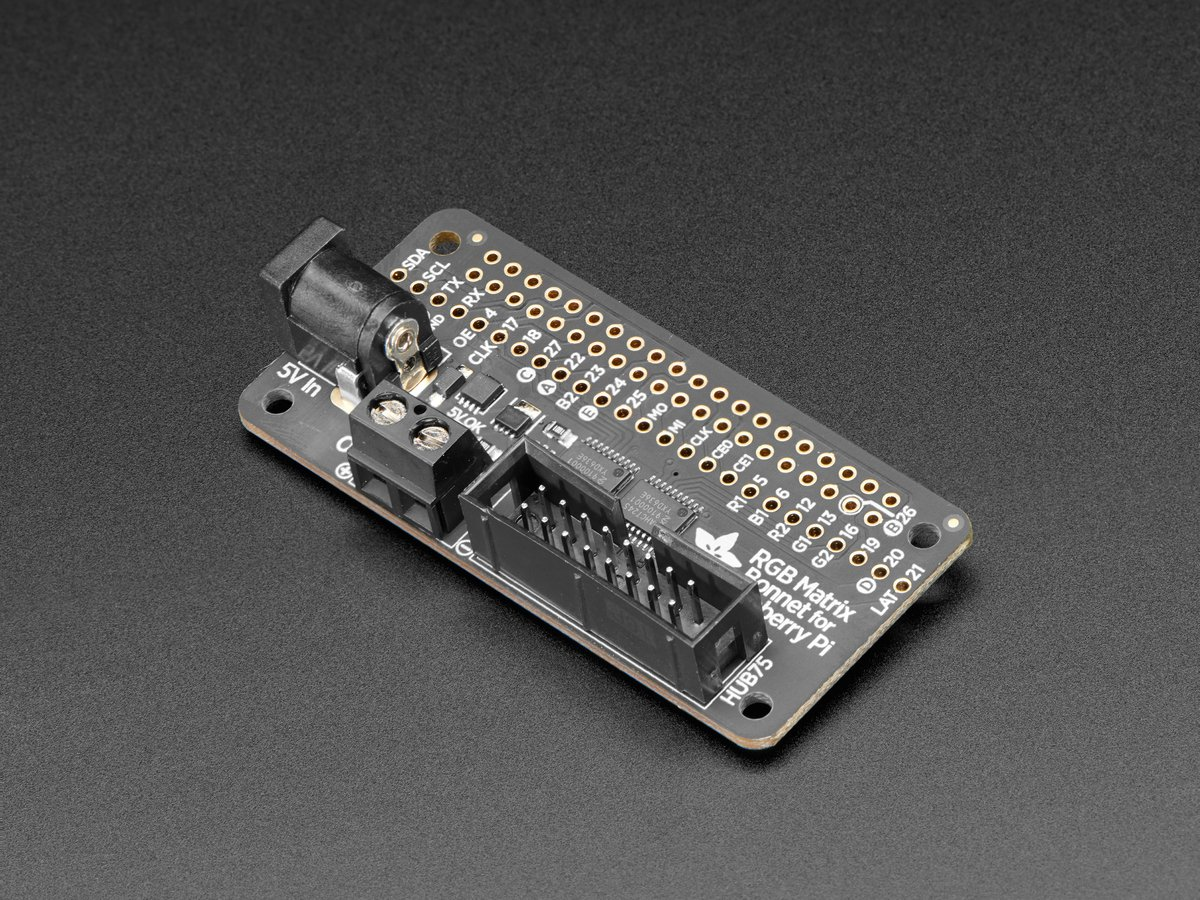 SDA
SCL
TX
RX
OE 4
CLK 17
18
C 27
A 22
B2 23
E 24
25
MO
MI
CLK
CE0
CE1
R1 5
B1 6
R2 12
G1 13
G2 16
19
D 20
LAT 21
B 26
5V In
5V OK
RGB Matrix
Bonnet for
berry Pi
HUB75